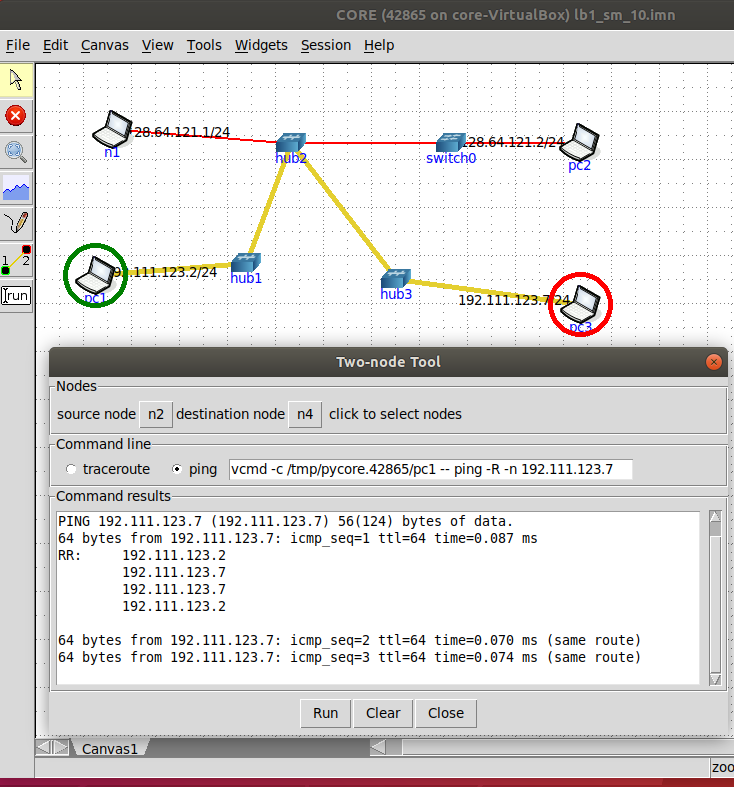 CORE (42865 on core-VirtualBox) lb1_sm_10.imn
File Edit Canvas View Tools Widgets Session Help
28.64.121.1/24
n1
hub2
switch0
28.64.121.2/24
pc2
92.111.123.2/24
pc1
hub1
hub3
192.111.123.7/24
pc3
1 2
run
Two-node Tool
Nodes
source node n2 destination node n4 click to select nodes
Command line
traceroute ping vcmd -c /tmp/pycore.42865/pc1 -- ping -R -n 192.111.123.7
Command results
PING 192.111.123.7 (192.111.123.7) 56(124) bytes of data.
64 bytes from 192.111.123.7: icmp_seq=1 ttl=64 time=0.087 ms
RR: 192.111.123.2
192.111.123.7
192.111.123.7
192.111.123.2
64 bytes from 192.111.123.7: icmp_seq=2 ttl=64 time=0.070 ms (same route)
64 bytes from 192.111.123.7: icmp_seq=3 ttl=64 time=0.074 ms (same route)
Run Clear Close
Canvas1
zoo